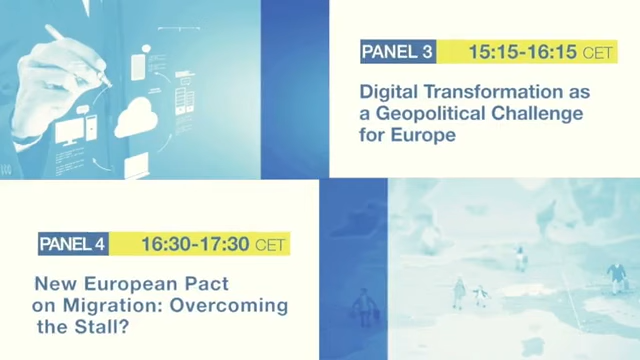 PANEL 3 15:15-16:15 CET
Digital Transformation as
a Geopolitical Challenge
for Europe
PANEL 4 16:30-17:30 CET
New European Pact
on Migration: Overcoming
the Stall?